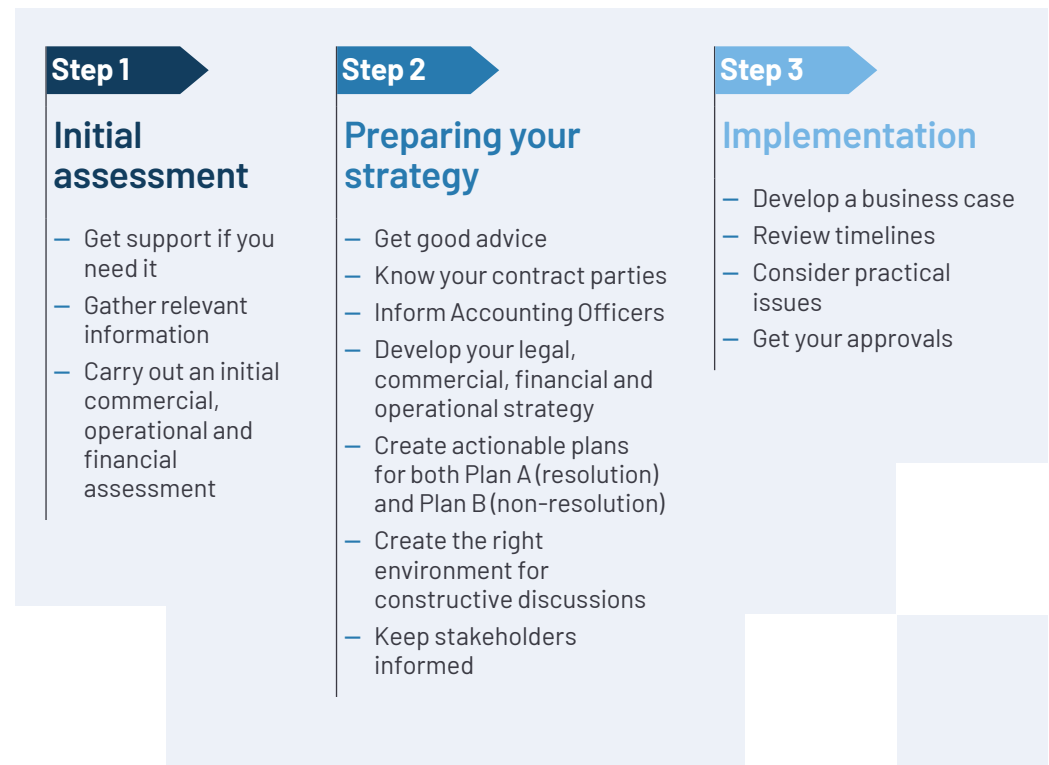 Step 1
Initial
assessment
— Get support if you
need it
— Gather relevant
information
— Carry out an initial
commercial,
operational and
financial
assessment
Step 2
Preparing your
strategy
— Get good advice
— Know your contract parties
— Inform Accounting Officers
— Develop your legal,
commercial, financial and
operational strategy
— Create actionable plans
for both Plan A (resolution)
and Plan B (non-resolution)
— Create the right
environment for
constructive discussions
— Keep stakeholders
informed
Step 3
Implementation
— Develop a business case
— Review timelines
— Consider practical
issues
— Get your approvals